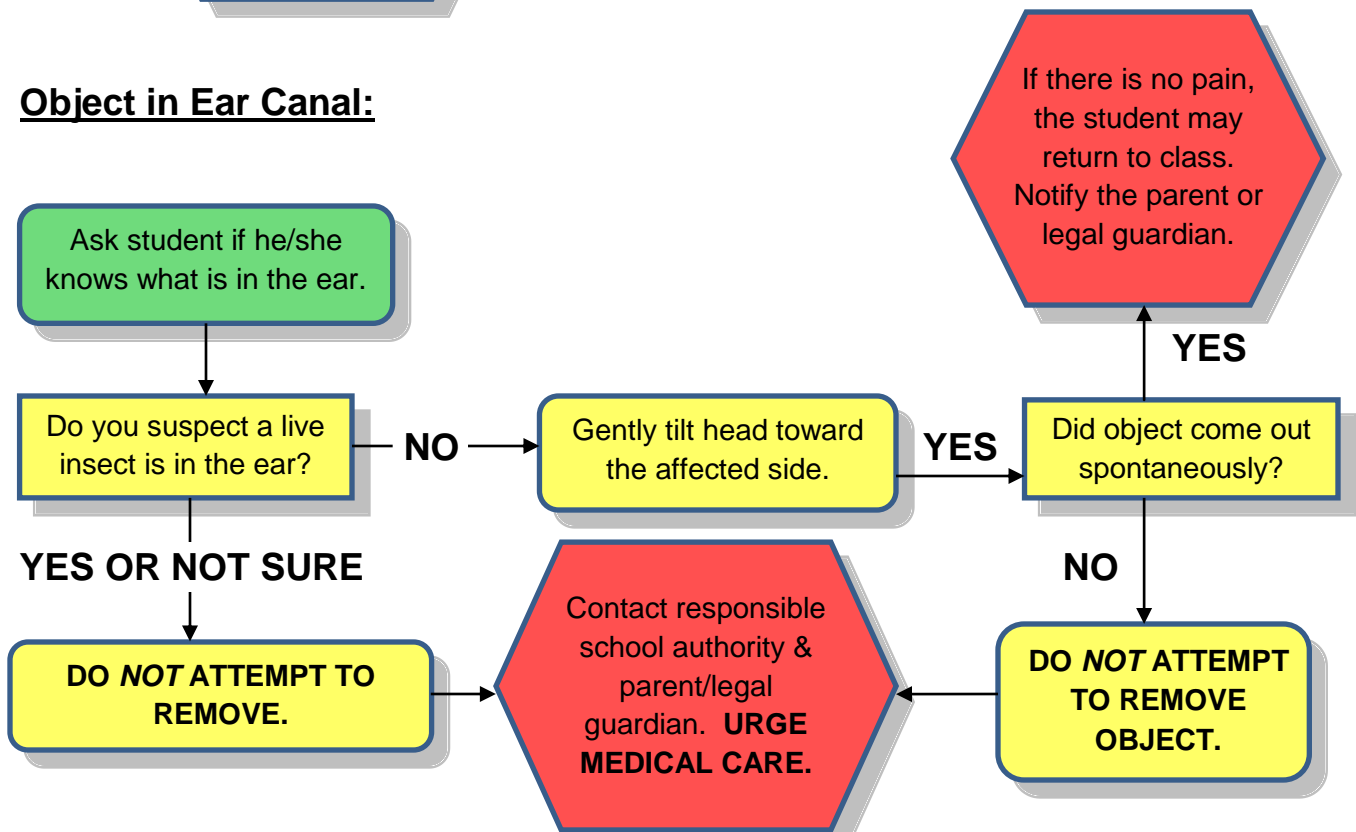 Object in Ear Canal:
If there is no pain,
the student may
return to class.
Notify the parent or
legal guardian.
Ask student if he/she
knows what is in the ear.
YES
Do you suspect a live
insect is in the ear?
NO
Gently tilt head toward
the affected side.
YES
Did object come out
spontaneously?
YES OR NOT SURE
NO
DO NOT ATTEMPT TO
REMOVE.
Contact responsible
school authority &
parent/legal
guardian. URGE
MEDICAL CARE.
DO NOT ATTEMPT
TO REMOVE
OBJECT.